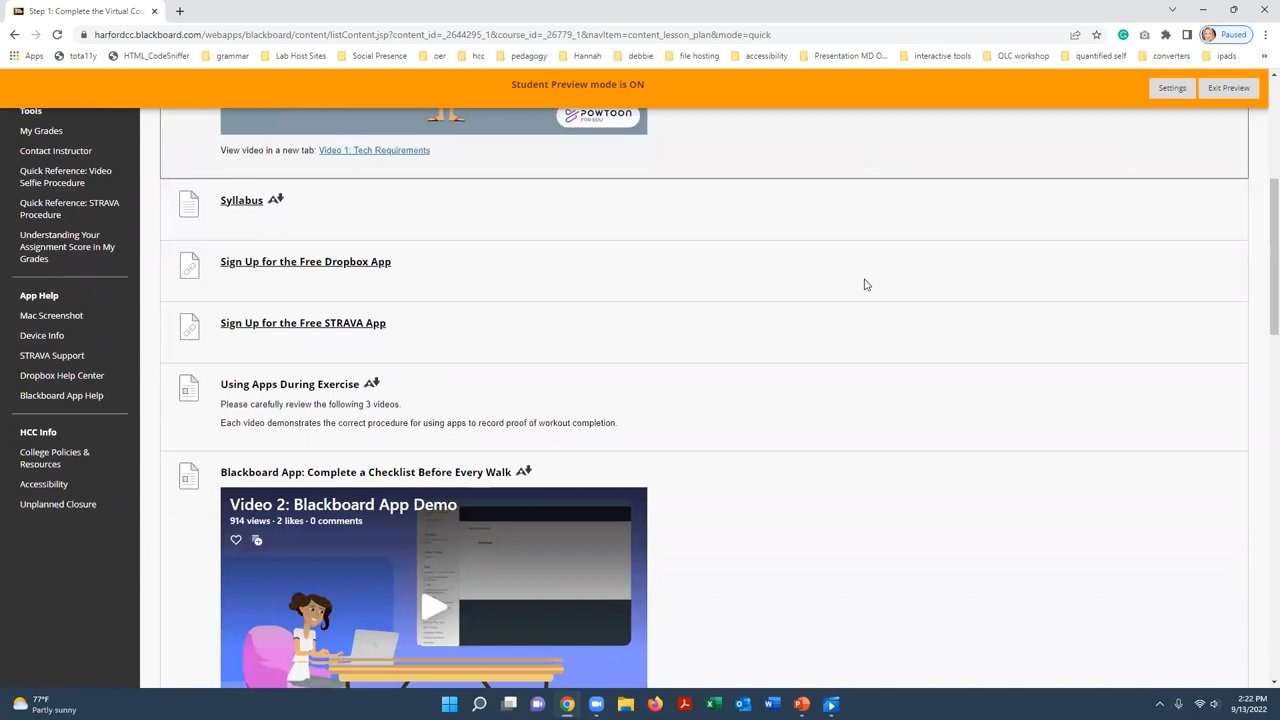 Step 1: Complete the Virtual Cou
harfordcc.blackboard.com/webapps/blackboard/content/listContent.jsp?content_id=_2644295_1&course_id=_26779_1&navItem=content_lesson_plan&mode=quick
Paused
Apps
tota11y
HTML_CodeSniffer
grammar
Lab Host Sites
Social Presence
oer
hcc
pedagogy
Hannah
debbie
file hosting
accessibility
Presentation MD O...
interactive tools
OLC workshop
quantified self
converters
ipads
Student Preview mode is ON
Settings
Exit Preview
Tools
My Grades
Contact Instructor
Quick Reference: Video
Selfie Procedure
Quick Reference: STRAVA
Procedure
Understanding Your
Assignment Score in My
Grades
App Help
Mac Screenshot
Device Info
STRAVA Support
Dropbox Help Center
Blackboard App Help
HCC Info
College Policies &
Resources
Accessibility
Unplanned Closure
POWTOON
FOR EDU
View video in a new tab: Video 1: Tech Requirements
Syllabus
Sign Up for the Free Dropbox App
Sign Up for the Free STRAVA App
Using Apps During Exercise
Please carefully review the following 3 videos.
Each video demonstrates the correct procedure for using apps to record proof of workout completion.
Blackboard App: Complete a Checklist Before Every Walk
Video 2: Blackboard App Demo
914 views · 2 likes · 0 comments
77°F
Partly sunny
2:22 PM
9/13/2022